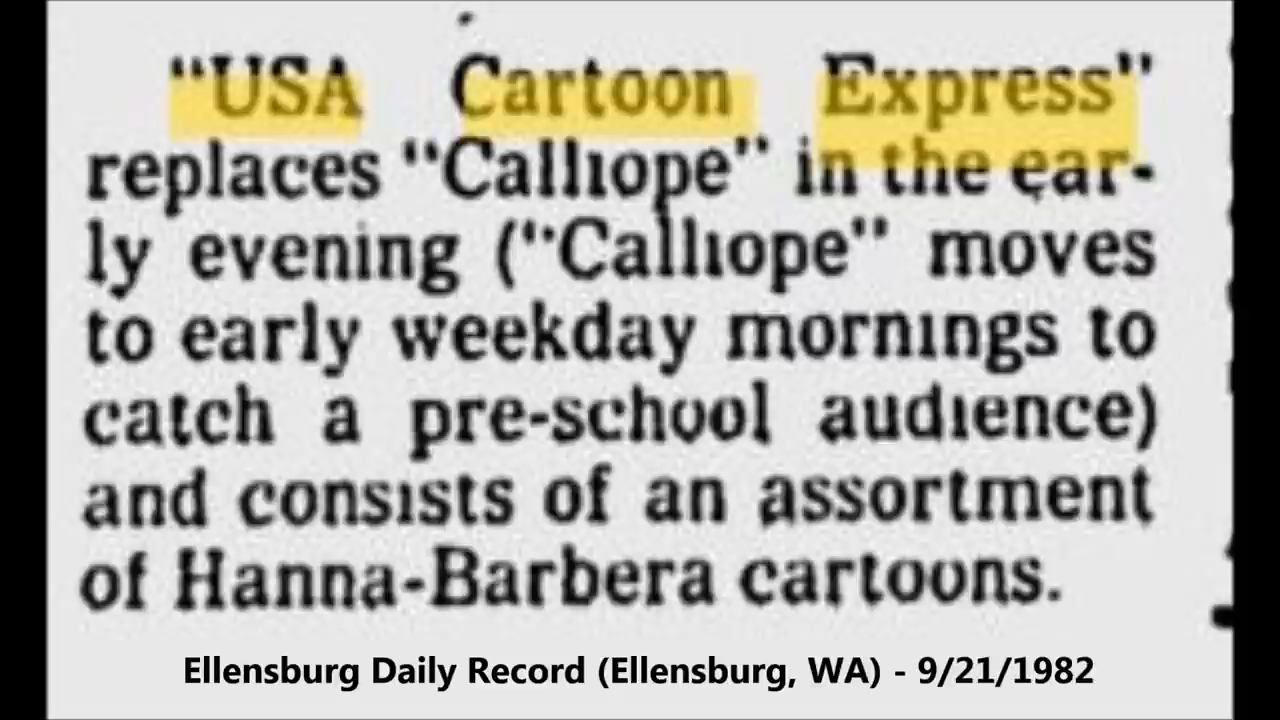 "USA Cartoon Express"
replaces "Calliope" in the ear-
ly evening ("Calliope" moves
to early weekday mornings to
catch a pre-school audience)
and consists of an assortment
of Hanna-Barbera cartoons.
Ellensburg Daily Record (Ellensburg, WA) - 9/21/1982